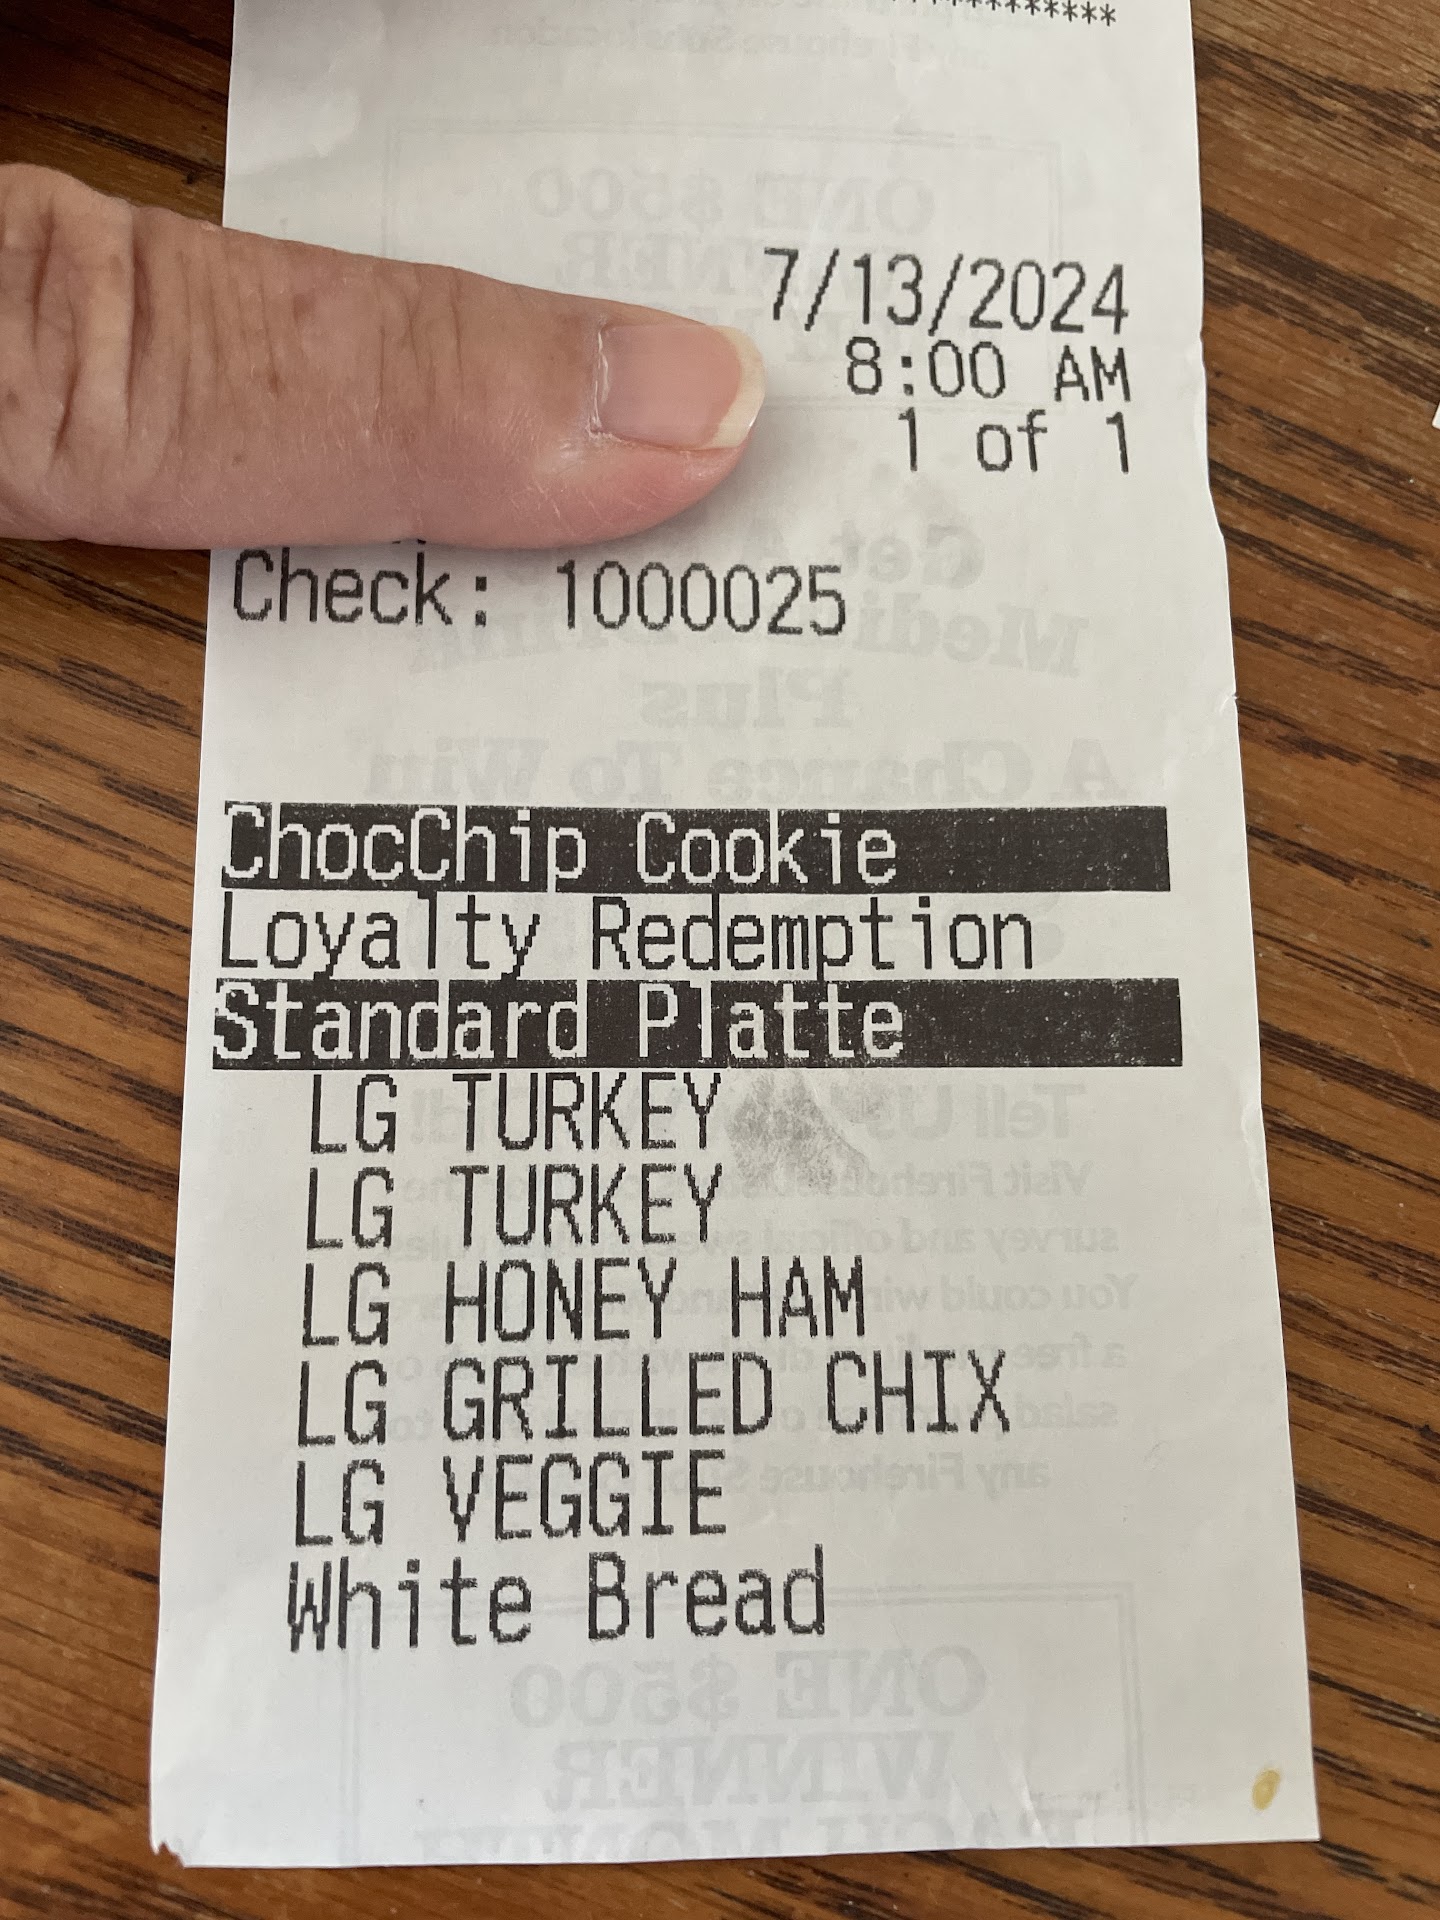 ***********
7/13/2024
8:00 AM
1 of 1
Check: 1000025
ChocChip Cookie
Loyalty Redemption
Standard Platte
LG TURKEY
LG TURKEY
LG HONEY HAM
LG GRILLED CHIX
LG VEGGIE
White Bread